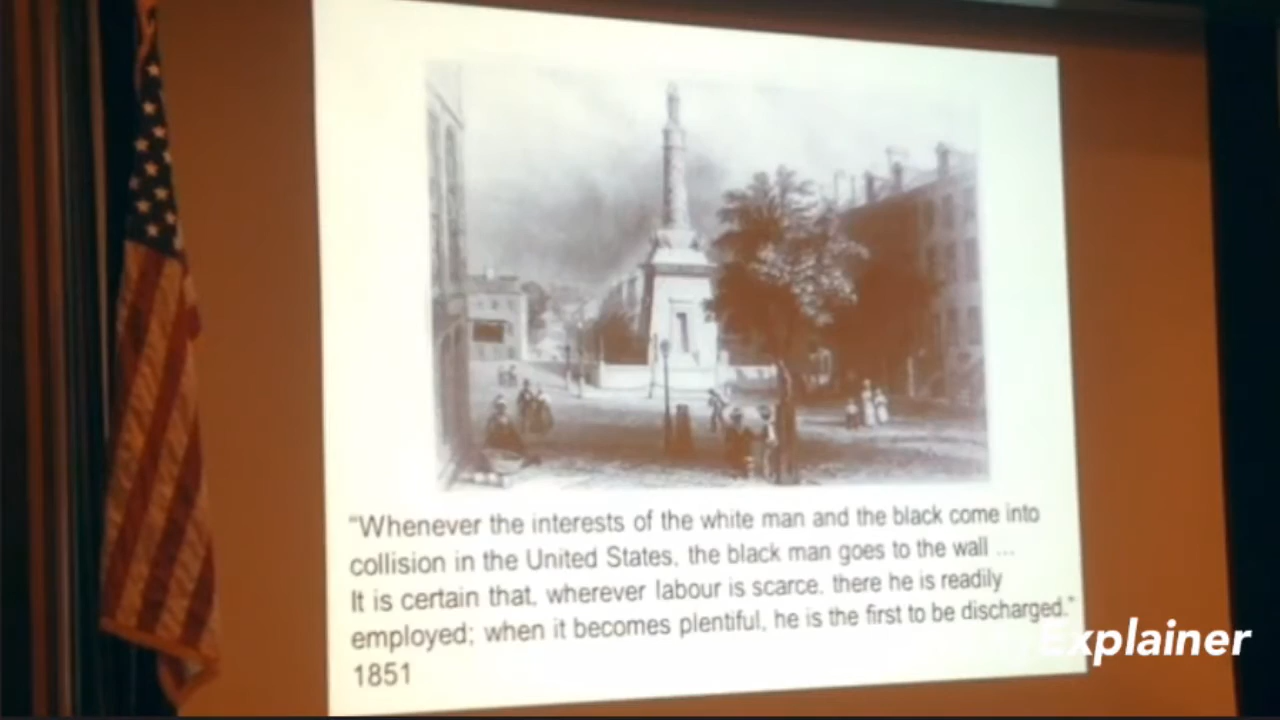 “Whenever the interests of the white man and the black come into
collision in the United States, the black man goes to the wall ...
It is certain that, wherever labour is scarce, there he is readily
employed; when it becomes plentiful, he is the first to be discharged.”
1851
Explainer